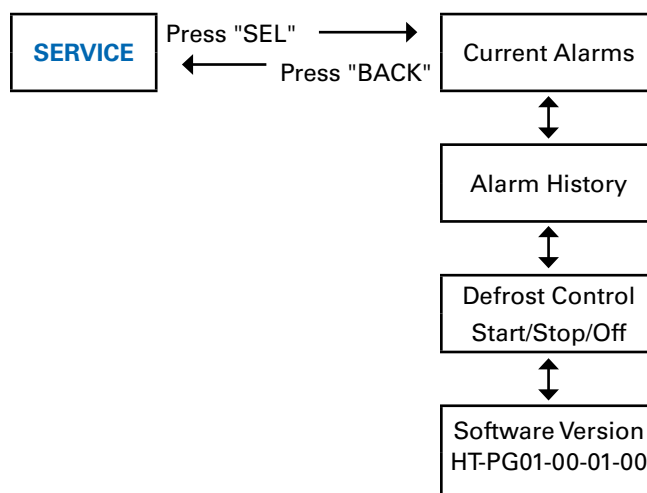 SERVICE
Press "SEL"
Press "BACK"
Current Alarms
Alarm History
Defrost Control
Start/Stop/Off
Software Version
HT-PG01-00-01-00